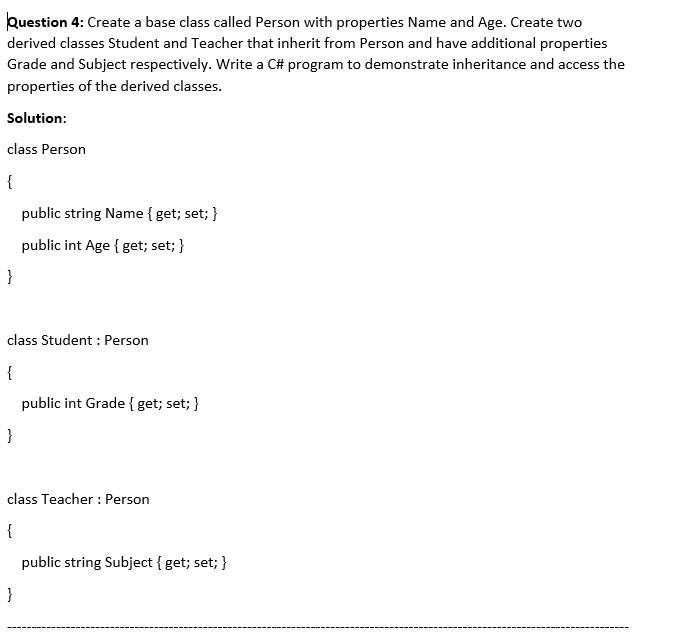 Question 4: Create a base class called Person with properties Name and Age. Create two
derived classes Student and Teacher that inherit from Person and have additional properties
Grade and Subject respectively. Write a C# program to demonstrate inheritance and access the
properties of the derived classes.
Solution:
class Person
{
public string Name { get; set; }
public int Age { get; set; }
}
class Student : Person
{
public int Grade { get; set; }
}
class Teacher : Person
{
public string Subject { get; set; }
}